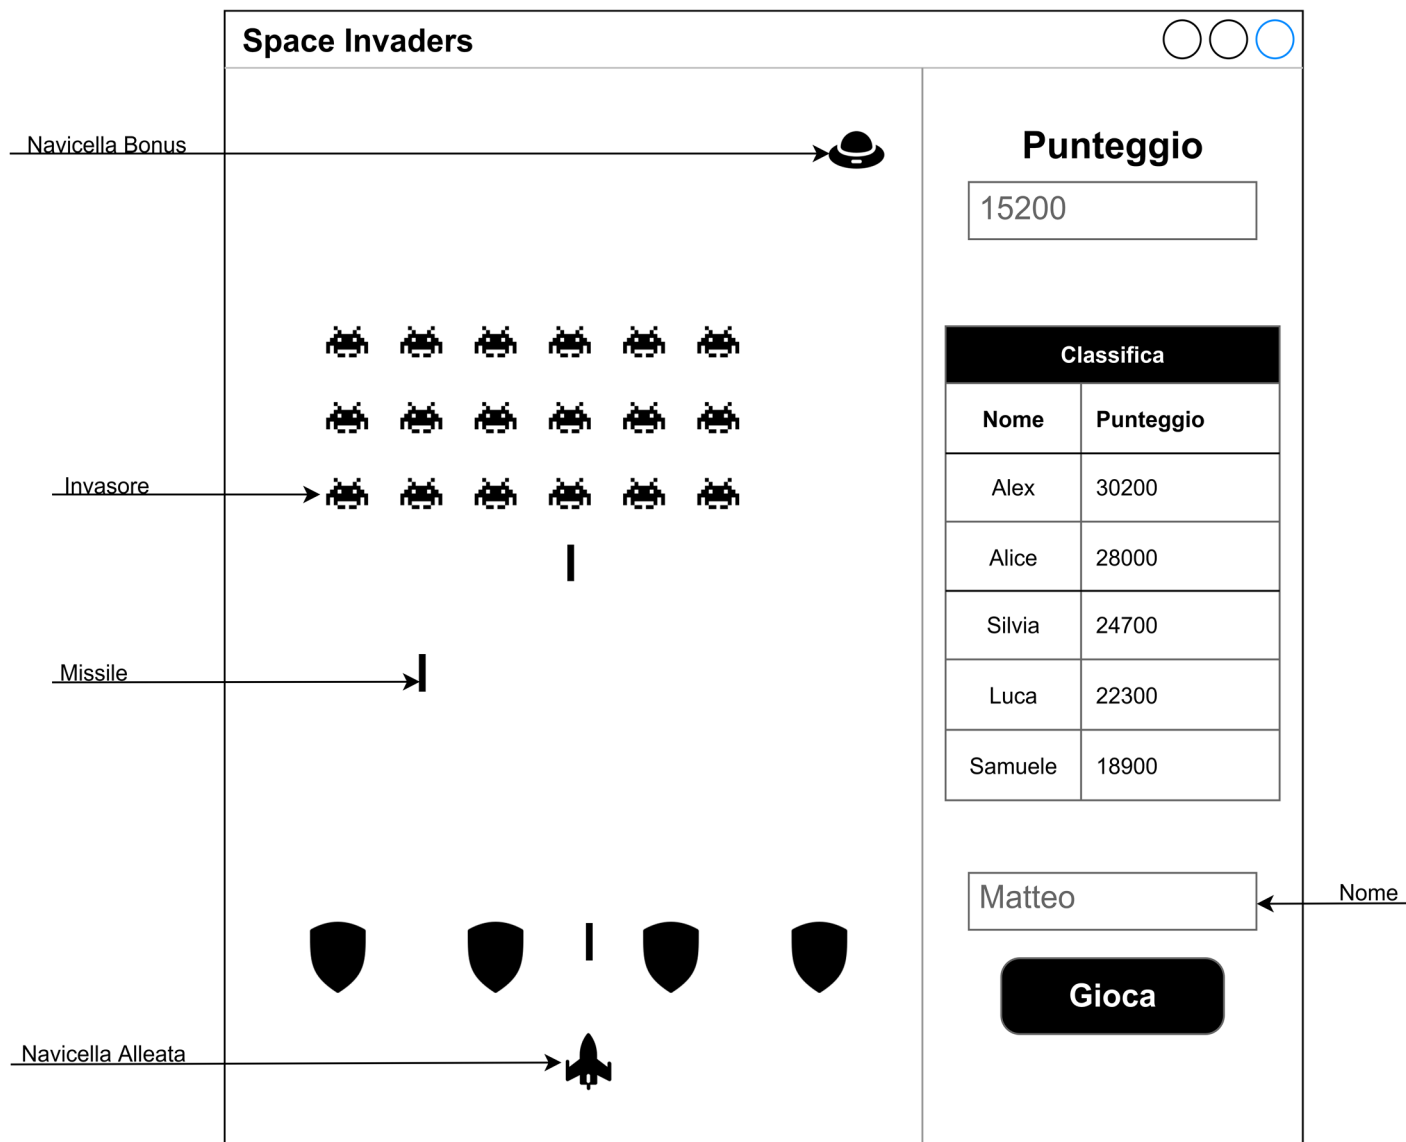 Space Invaders
Navicella Bonus
Punteggio
15200
Classifica
Nome Punteggio
Alex 30200
Alice 28000
Silvia 24700
Luca 22300
Samuele 18900
Invasore
Missile
Matteo
Nome
Gioca
Navicella Alleata